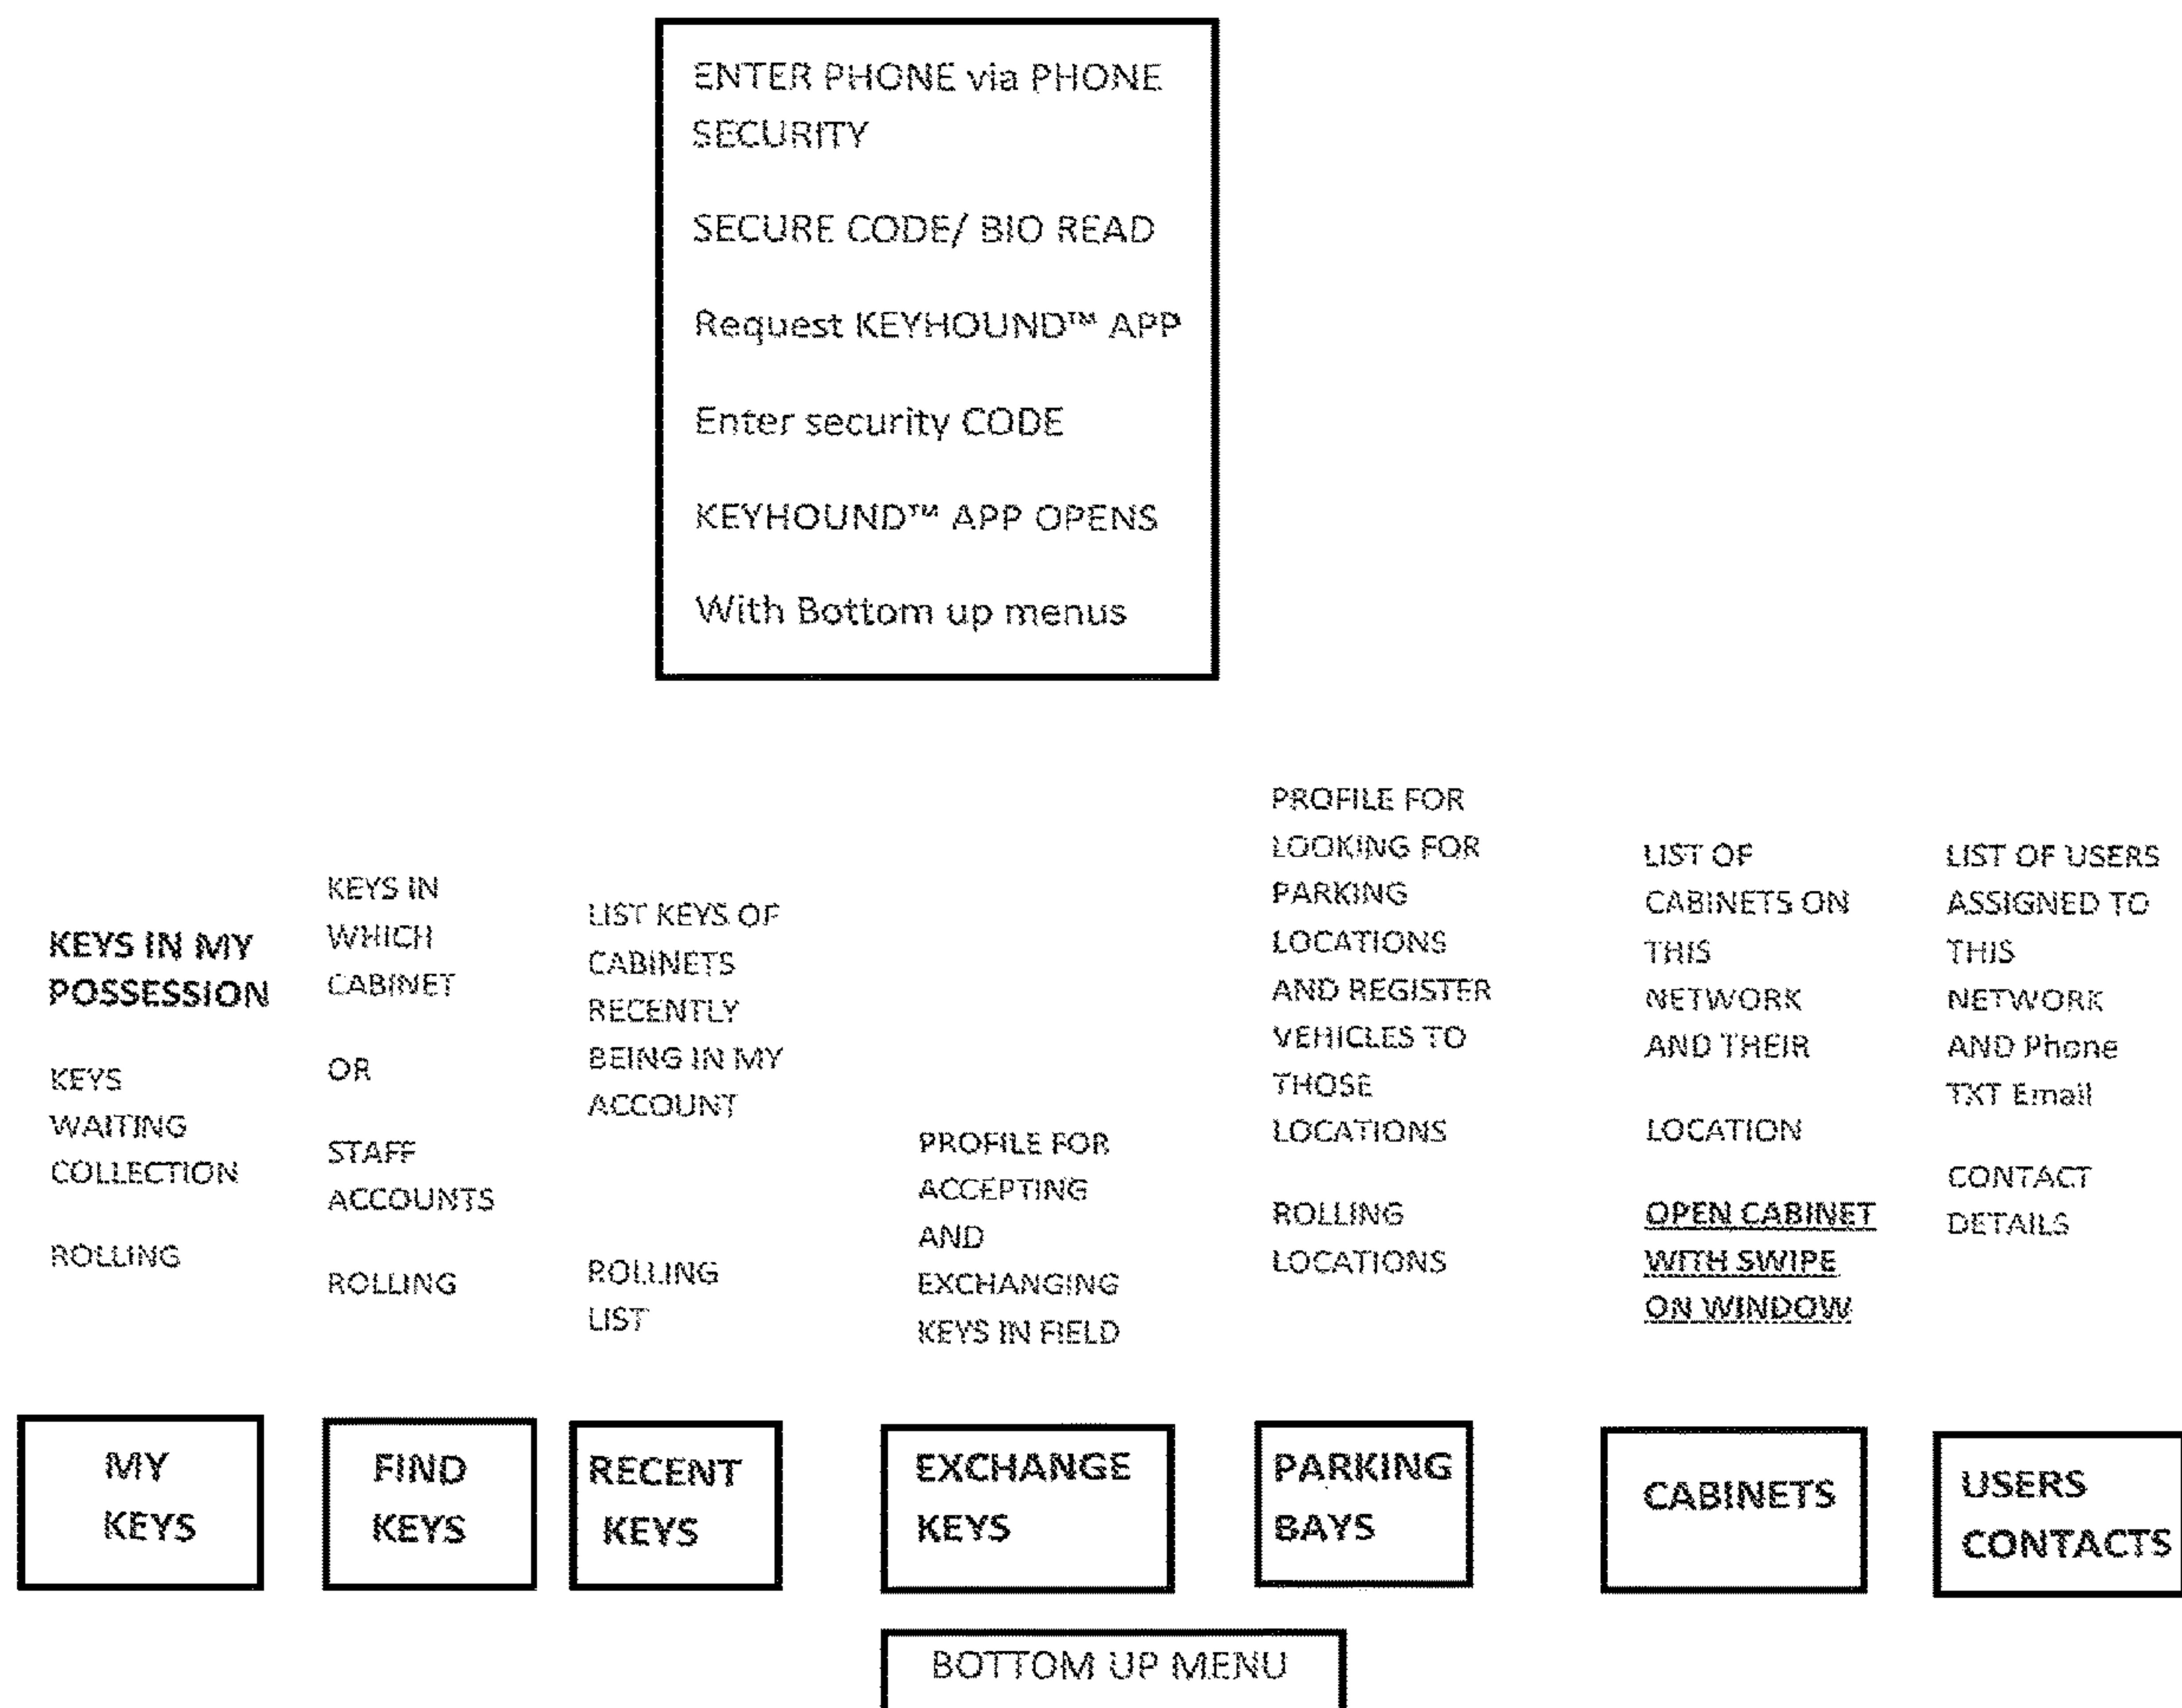 ENTER PHONE via PHONE
SECURITY
SECURE CODE/ BIO READ
Request KEYHOUND™ APP
Enter security CODE
KEYHOUND™ APP OPENS
With Bottom up menus
KEYS IN MY
POSSESSION
KEYS
WAITING
COLLECTION
ROLLING
KEYS IN
WHICH
CABINET
OR
STAFF
ACCOUNTS
ROLLING
LIST KEYS OF
CABINETS
RECENTLY
BEING IN MY
ACCOUNT
ROLLING
LIST
PROFILE FOR
ACCEPTING
AND
EXCHANGING
KEYS IN FIELD
PROFILE FOR
LOOKING FOR
PARKING
LOCATIONS
AND REGISTER
VEHICLES TO
THOSE
LOCATIONS
ROLLING
LOCATIONS
LIST OF
CABINETS ON
THIS
NETWORK
AND THEIR
LOCATION
OPEN CABINET
WITH SWIPE
ON WINDOW
LIST OF USERS
ASSIGNED TO
THIS
NETWORK
AND Phone
TXT Email
CONTACT
DETAILS
MY
KEYS
FIND
KEYS
RECENT
KEYS
EXCHANGE
KEYS
PARKING
BAYS
CABINETS
USERS
CONTACTS
BOTTOM UP MENU